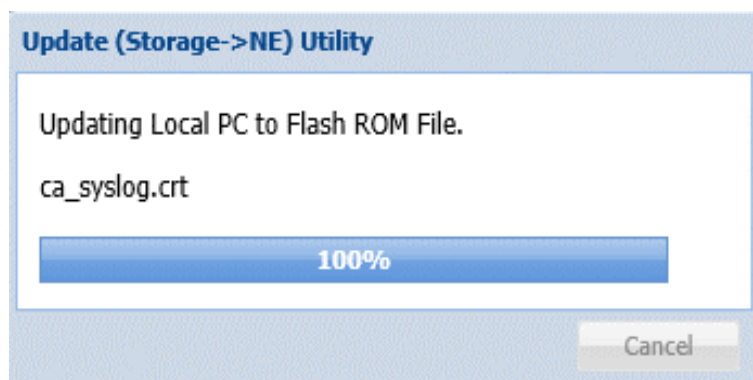 Update (Storage->NE) Utility
Updating Local PC to Flash ROM File.
ca_syslog.crt
100%
Cancel